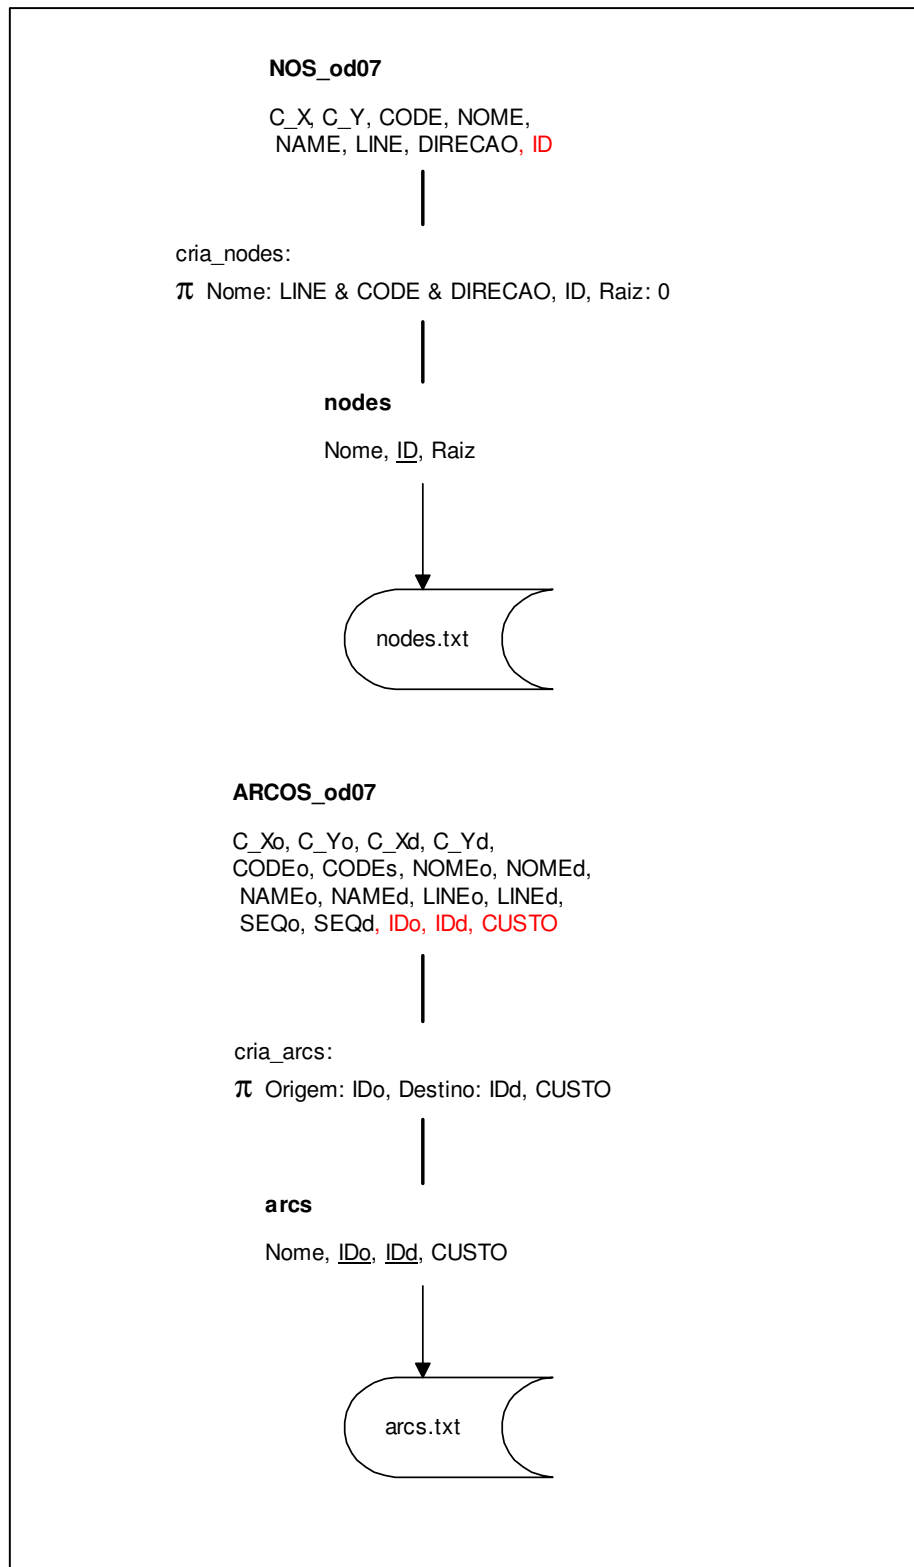 NOS_od07
C_X, C_Y, CODE, NOME,
NAME, LINE, DIRECAO, ID
cria_nodes:
π Nome: LINE & CODE & DIRECAO, ID, Raiz: 0
nodes
Nome, ID, Raiz
nodes.txt
ARCOS_od07
C_Xo, C_Yo, C_Xd, C_Yd,
CODEo, CODEs, NOMEo, NOMEd,
NAMEo, NAMEd, LINEo, LINEd,
SEQo, SEQd, IDo, IDd, CUSTO
cria_arcs:
π Origem: IDo, Destino: IDd, CUSTO
arcs
Nome, IDo, IDd, CUSTO
arcs.txt